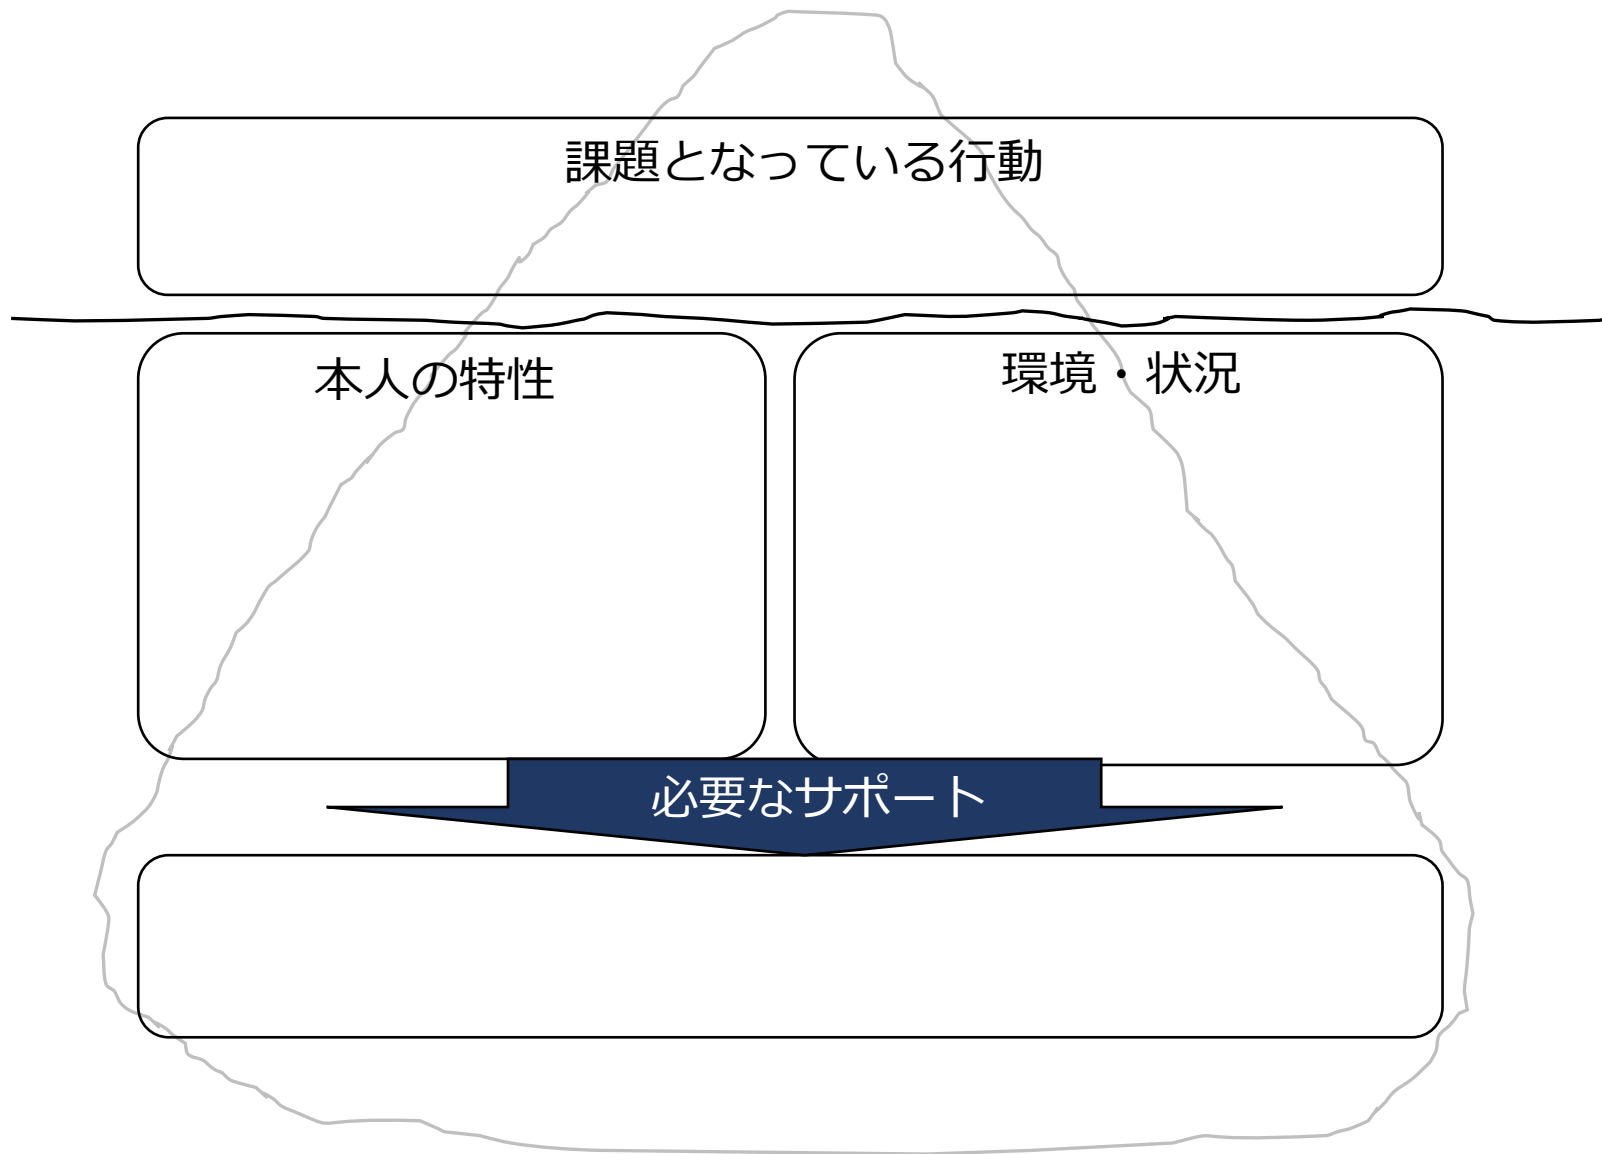 課題となっている行動
本人の特性
環境・状況
必要なサポート